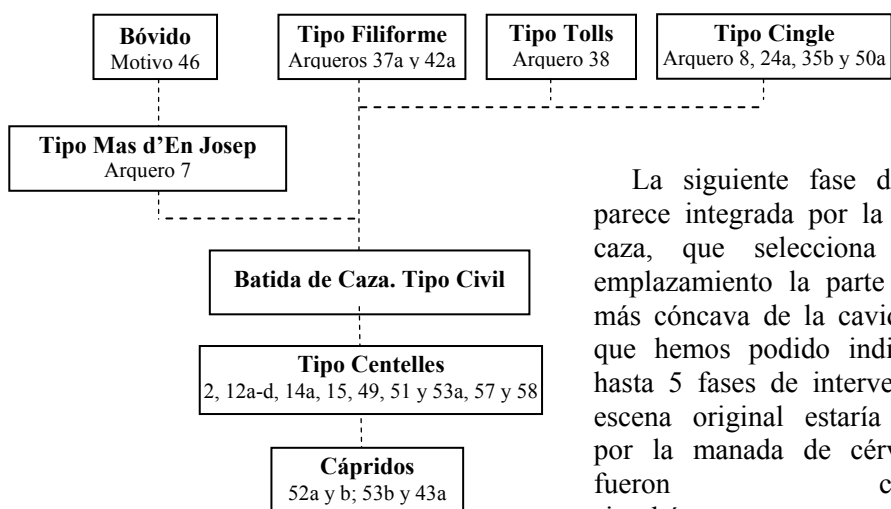 Bóvido
Motivo 46
Tipo Filiforme
Arqueros 37a y 42a
Tipo Tolls
Arquero 38
Tipo Cingle
Arquero 8, 24a, 35b y 50a
Tipo Mas d’En Josep
Arquero 7
Batida de Caza. Tipo Civil
Tipo Centelles
2, 12a-d, 14a, 15, 49, 51 y 53a, 57 y 58
Cápridos
52a y b; 53b y 43a
La siguiente fase d
parece integrada por la
caza, que selecciona
emplazamiento la parte
más cóncava de la cavid
que hemos podido indi
hasta 5 fases de interve
escena original estaría
por la manada de cérv
fueron c